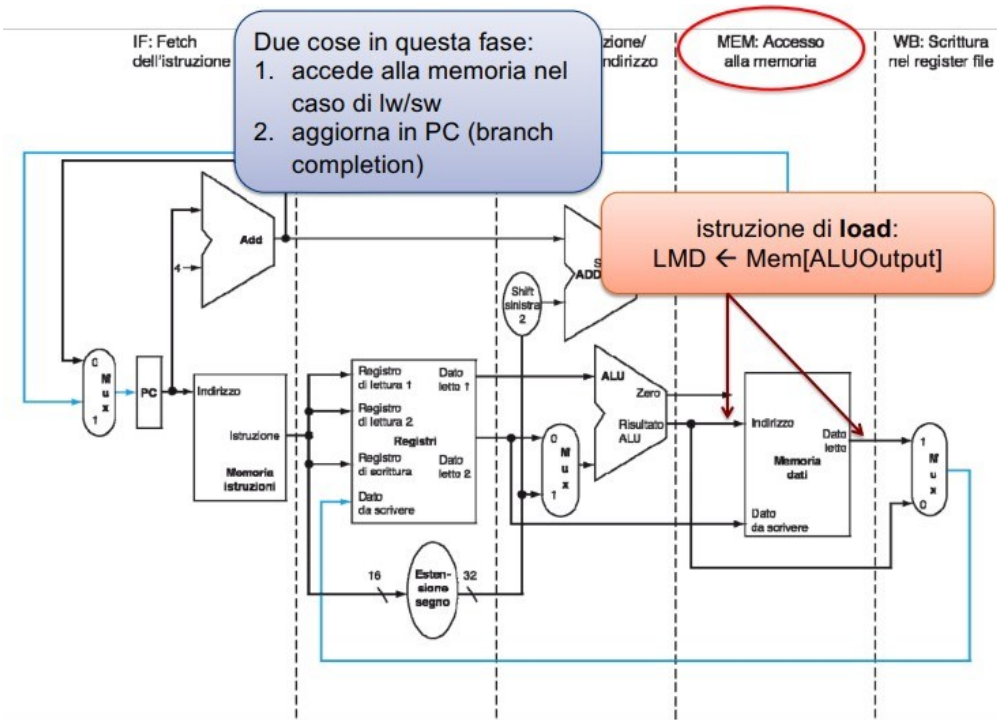 IF: Fetch
dell'istruzione
Due cose in questa fase:
1. accede alla memoria nel
caso di lw/sw
2. aggiorna in PC (branch
completion)
zione/
ndirizzo
MEM: Accesso
alla memoria
WB: Scrittura
nel register file
istruzione di load:
LMD ← Mem[ALUOutput]
Add
4
S
ADD
Shift
sinistra
2
0
M
u
x
1
PC
Indirizzo
Istruzione
Memoria
istruzioni
Registro
di lettura 1
Registro
di lettura 2
Registro
di scrittura
Dato
da scrivere
Registri
Dato
letto 1
Dato
letto 2
0
M
u
x
1
ALU
Zero
Risultato
ALU
Indirizzo
Dato
letto
Memoria
dati
Dato
da scrivere
1
M
u
x
0
16
Esten-
sione
segno
32